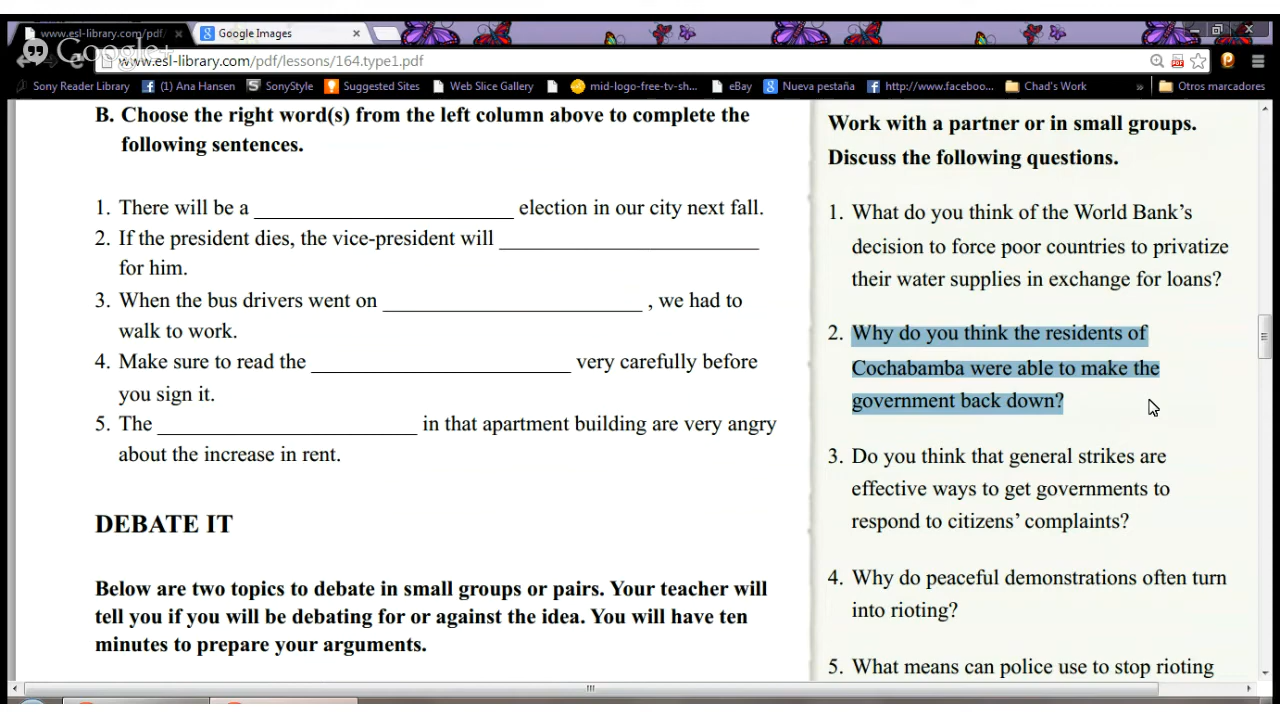 www.esl-library.com/pdf/
Google Images
Google+
www.esl-library.com/pdf/lessons/164.type1.pdf
Sony Reader Library
(1) Ana Hansen
SonyStyle
Suggested Sites
Web Slice Gallery
mid-logo-free-tv-sh...
eBay
Nueva pestaña
http://www.faceboo...
Chad's Work
»
Otros marcadores
B. Choose the right word(s) from the left column above to complete the
following sentences.
1. There will be a ________ election in our city next fall.
2. If the president dies, the vice-president will ________
for him.
3. When the bus drivers went on ________ , we had to
walk to work.
4. Make sure to read the ________ very carefully before
you sign it.
5. The ________ in that apartment building are very angry
about the increase in rent.
DEBATE IT
Below are two topics to debate in small groups or pairs. Your teacher will
tell you if you will be debating for or against the idea. You will have ten
minutes to prepare your arguments.
Work with a partner or in small groups.
Discuss the following questions.
1. What do you think of the World Bank's
decision to force poor countries to privatize
their water supplies in exchange for loans?
2. Why do you think the residents of
Cochabamba were able to make the
government back down?
3. Do you think that general strikes are
effective ways to get governments to
respond to citizens' complaints?
4. Why do peaceful demonstrations often turn
into rioting?
5. What means can police use to stop rioting